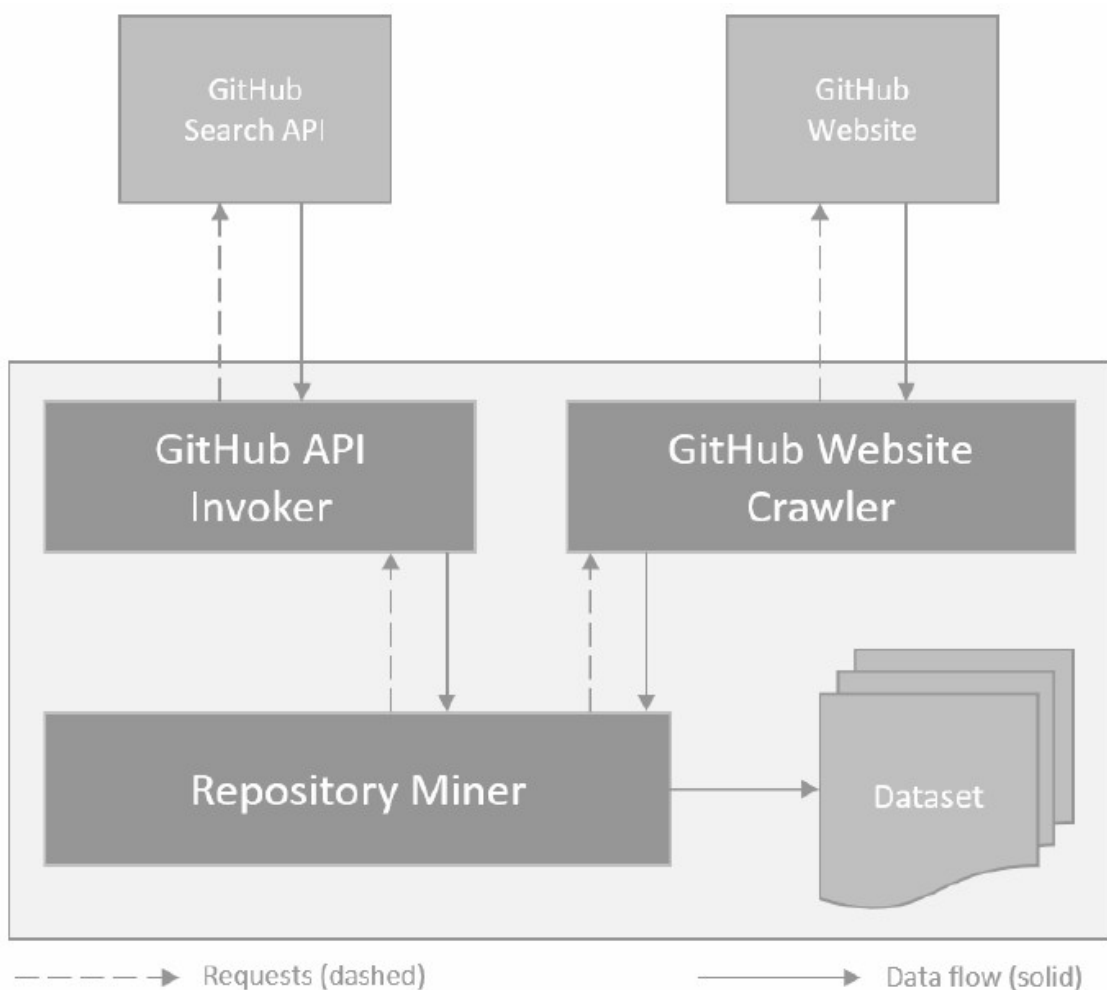 GitHub
Search API
GitHub
Website
GitHub API
Invoker
GitHub Website
Crawler
Repository Miner
Dataset
Requests (dashed)
Data flow (solid)